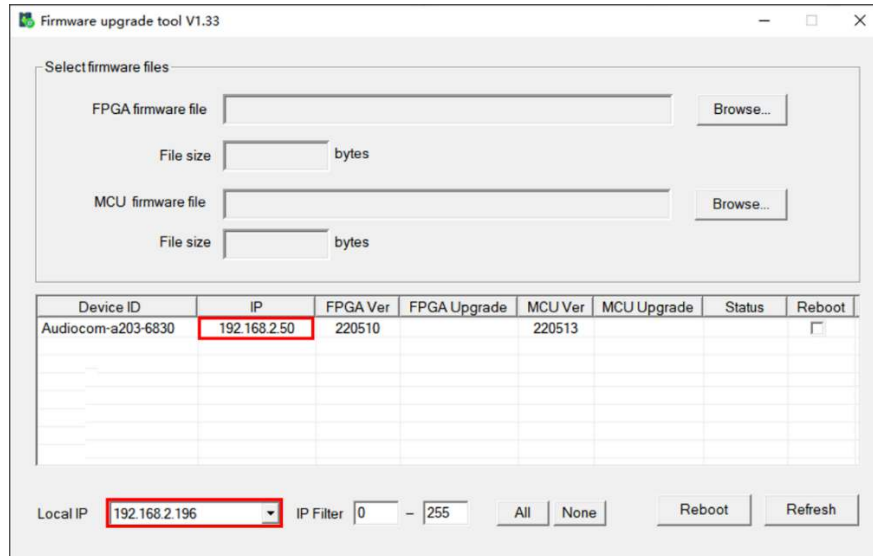 Firmware upgrade tool V1.33
Select firmware files
FPGA firmware file Browse...
File size bytes
MCU firmware file Browse...
File size bytes
Device ID IP FPGA Ver FPGA Upgrade MCU Ver MCU Upgrade Status Reboot
Audiocom-a203-6830 192.168.2.50 220510 220513
Local IP 192.168.2.196 IP Filter 0 – 255 All None Reboot Refresh